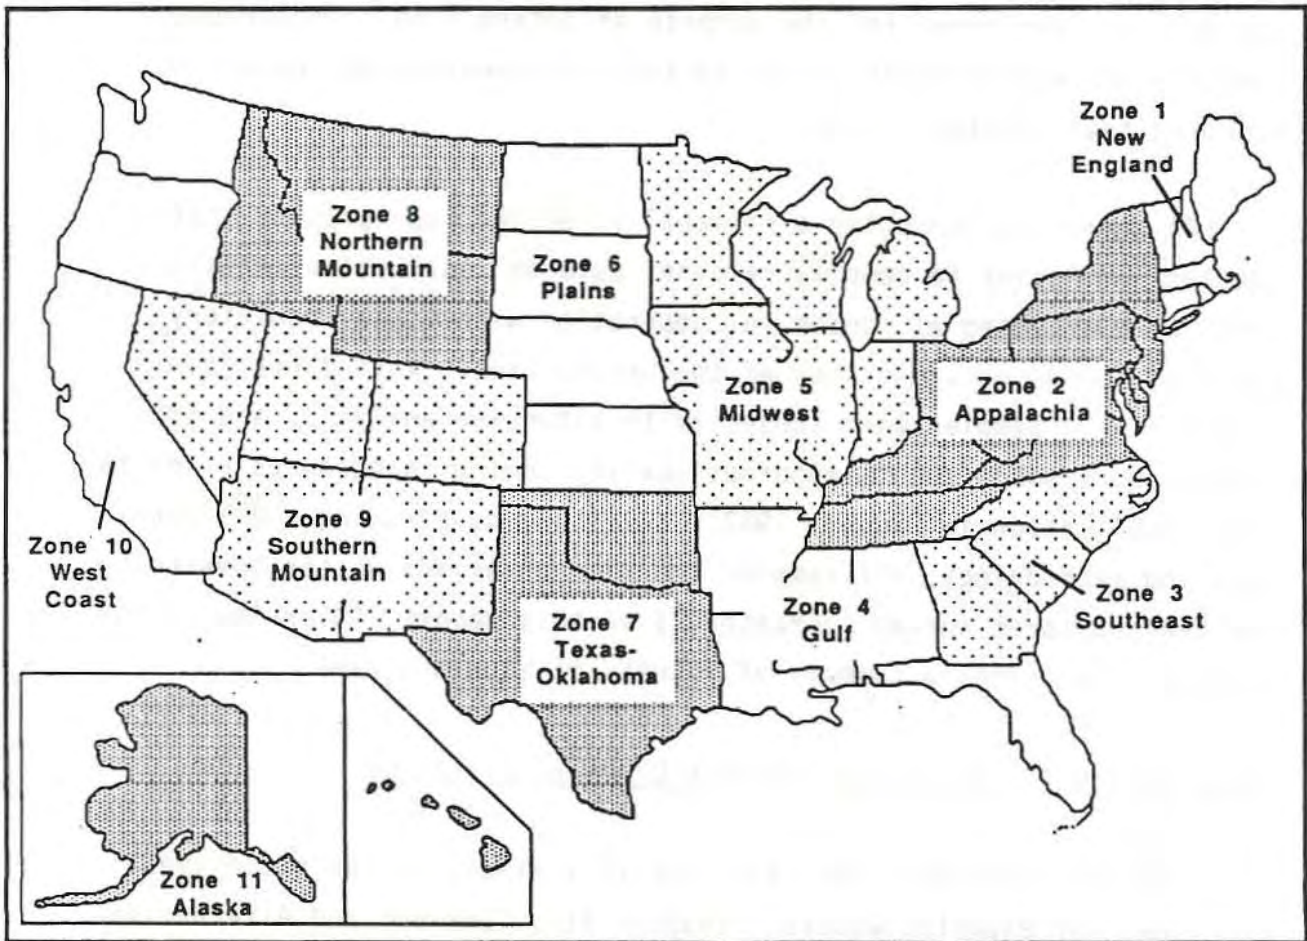 Zone 1
New
England
Zone 8
Northern
Mountain
Zone 6
Plains
Zone 5
Midwest
Zone 2
Appalachia
Zone 9
Southern
Mountain
Zone 10
West
Coast
Zone 7
Texas-
Oklahoma
Zone 4
Gulf
Zone 3
Southeast
Zone 11
Alaska